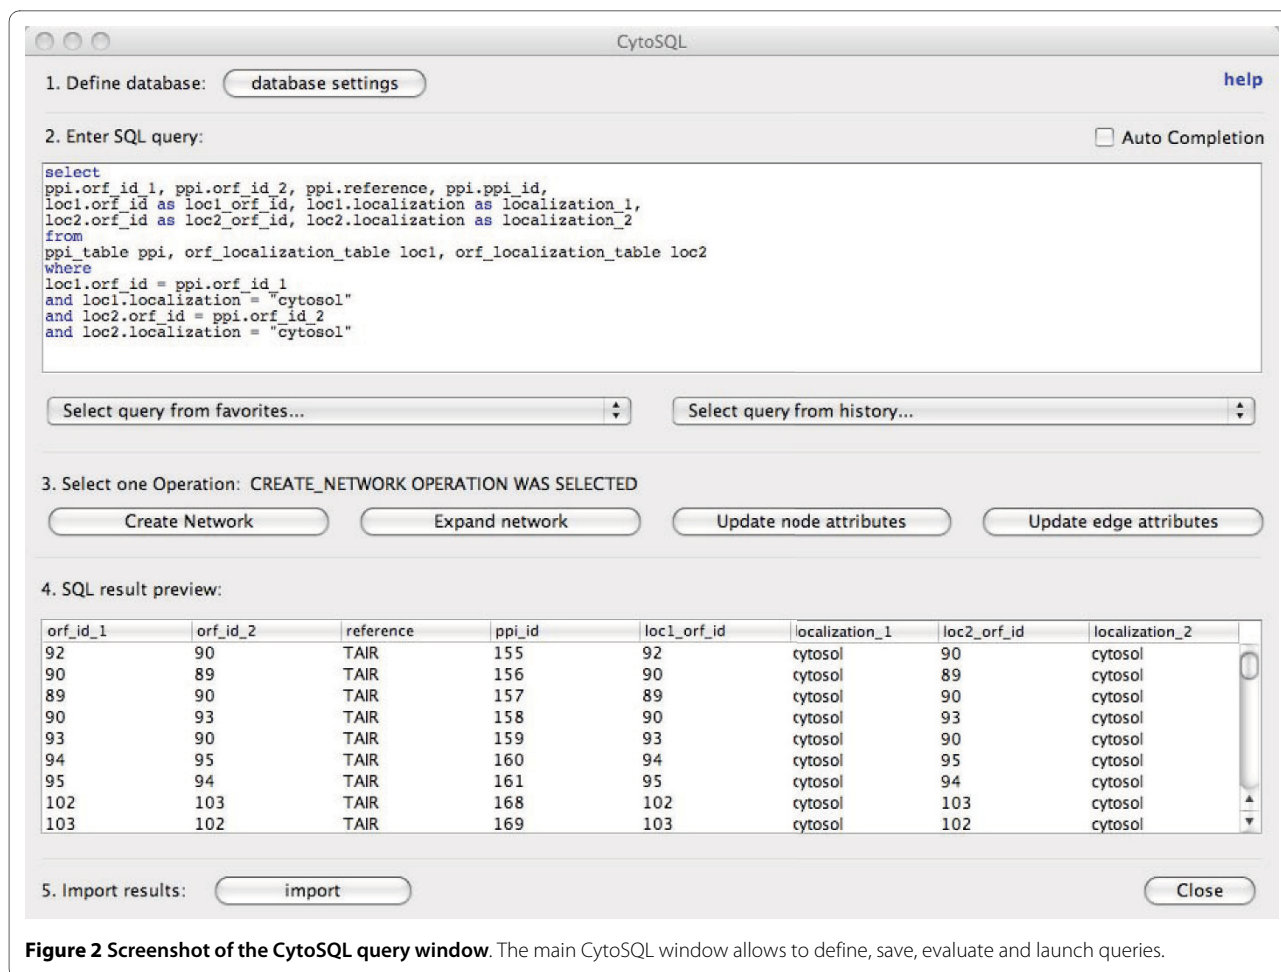 CytoSQL
1. Define database: database settings help
2. Enter SQL query: Auto Completion
select
ppi.orf_id_1, ppi.orf_id_2, ppi.reference, ppi.ppi_id,
loc1.orf_id as loc1_orf_id, loc1.localization as localization_1,
loc2.orf_id as loc2_orf_id, loc2.localization as localization_2
from
ppi_table ppi, orf_localization_table loc1, orf_localization_table loc2
where
loc1.orf_id = ppi.orf_id_1
and loc1.localization = "cytosol"
and loc2.orf_id = ppi.orf_id_2
and loc2.localization = "cytosol"
Select query from favorites... Select query from history...
3. Select one Operation: CREATE_NETWORK OPERATION WAS SELECTED
Create Network Expand network Update node attributes Update edge attributes
4. SQL result preview:
orf_id_1 orf_id_2 reference ppi_id loc1_orf_id localization_1 loc2_orf_id localization_2
92 90 TAIR 155 92 cytosol 90 cytosol
90 89 TAIR 156 90 cytosol 89 cytosol
89 90 TAIR 157 89 cytosol 90 cytosol
90 93 TAIR 158 90 cytosol 93 cytosol
93 90 TAIR 159 93 cytosol 90 cytosol
94 95 TAIR 160 94 cytosol 95 cytosol
95 94 TAIR 161 95 cytosol 94 cytosol
102 103 TAIR 168 102 cytosol 103 cytosol
103 102 TAIR 169 103 cytosol 102 cytosol
5. Import results: import Close
Figure 2 Screenshot of the CytoSQL query window. The main CytoSQL window allows to define, save, evaluate and launch queries.